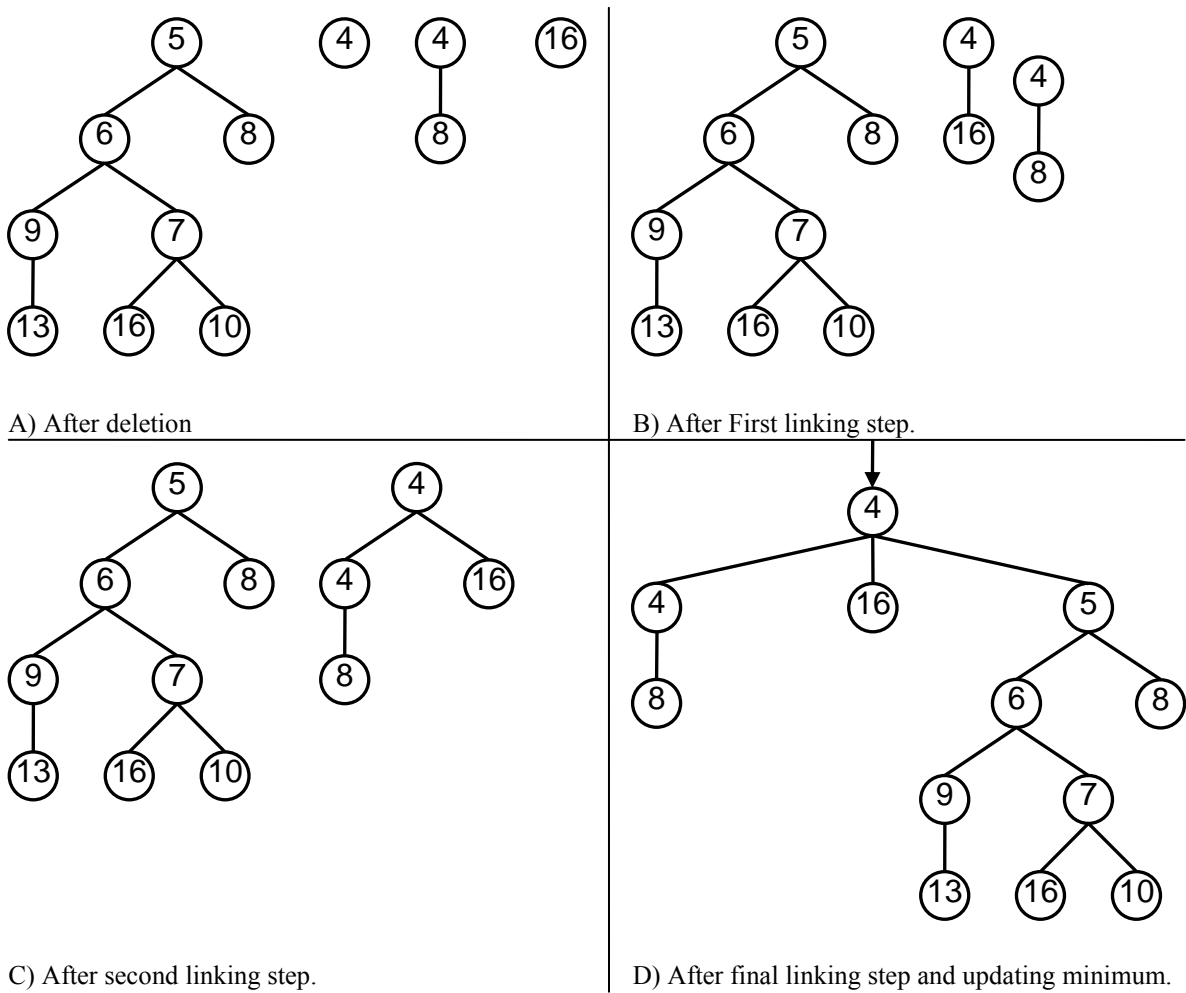 5 4 4 16
6 8 8
9 7
13 16 10
A) After deletion
5 4
4
6 8 16
8
9 7
13 16 10
B) After First linking step.
5 4
6 8 4 16
9 7 8
13 16 10
C) After second linking step.
4
4 16 5
8 6 8
9 7
13 16 10
D) After final linking step and updating minimum.